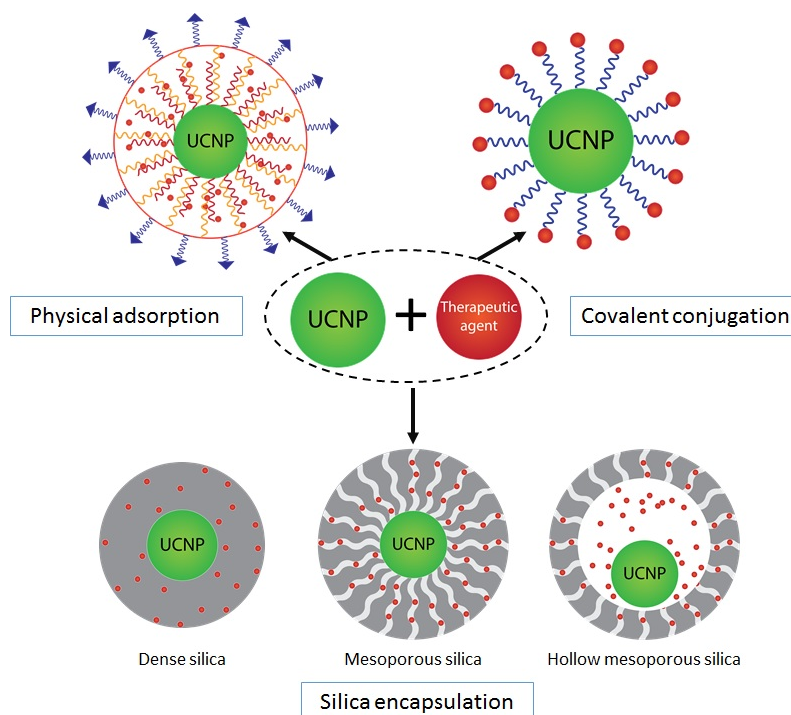 UCNP
UCNP
Physical adsorption
UCNP
+
Therapeutic
agent
Covalent conjugation
UCNP
UCNP
UCNP
Dense silica
Mesoporous silica
Hollow mesoporous silica
Silica encapsulation